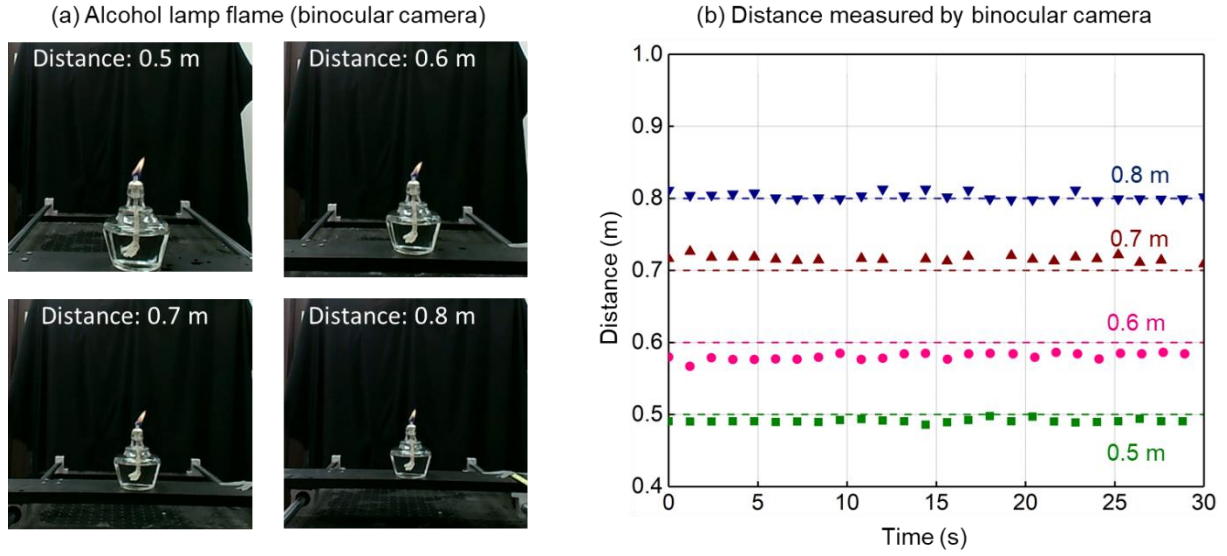 (a) Alcohol lamp flame (binocular camera)
Distance: 0.5 m
Distance: 0.6 m
Distance: 0.7 m
Distance: 0.8 m
(b) Distance measured by binocular camera
Distance (m)
1.0
0.9
0.8
0.7
0.6
0.5
0.4
0.8 m
0.7 m
0.6 m
0.5 m
0 5 10 15 20 25 30
Time (s)